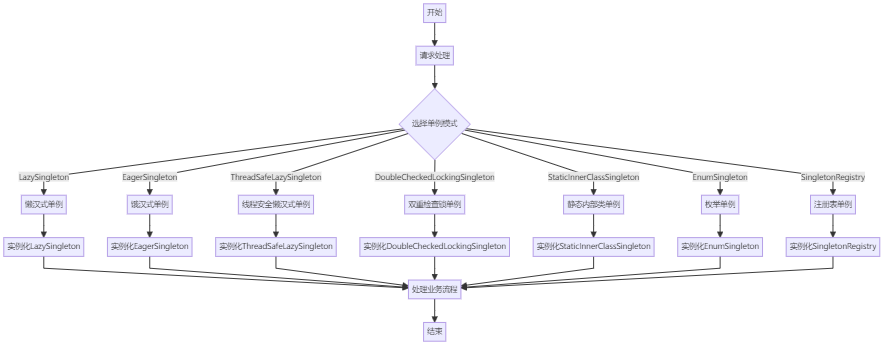 开始
请求处理
选择单例模式
LazySingleton
EagerSingleton
ThreadSafeLazySingleton
DoubleCheckedLockingSingleton
StaticInnerClassSingleton
EnumSingleton
SingletonRegistry
懒汉式单例
饿汉式单例
线程安全懒汉式单例
双重检查锁单例
静态内部类单例
枚举单例
注册表单例
实例化LazySingleton
实例化EagerSingleton
实例化ThreadSafeLazySingleton
实例化DoubleCheckedLockingSingleton
实例化StaticInnerClassSingleton
实例化EnumSingleton
实例化SingletonRegistry
处理业务流程
结束